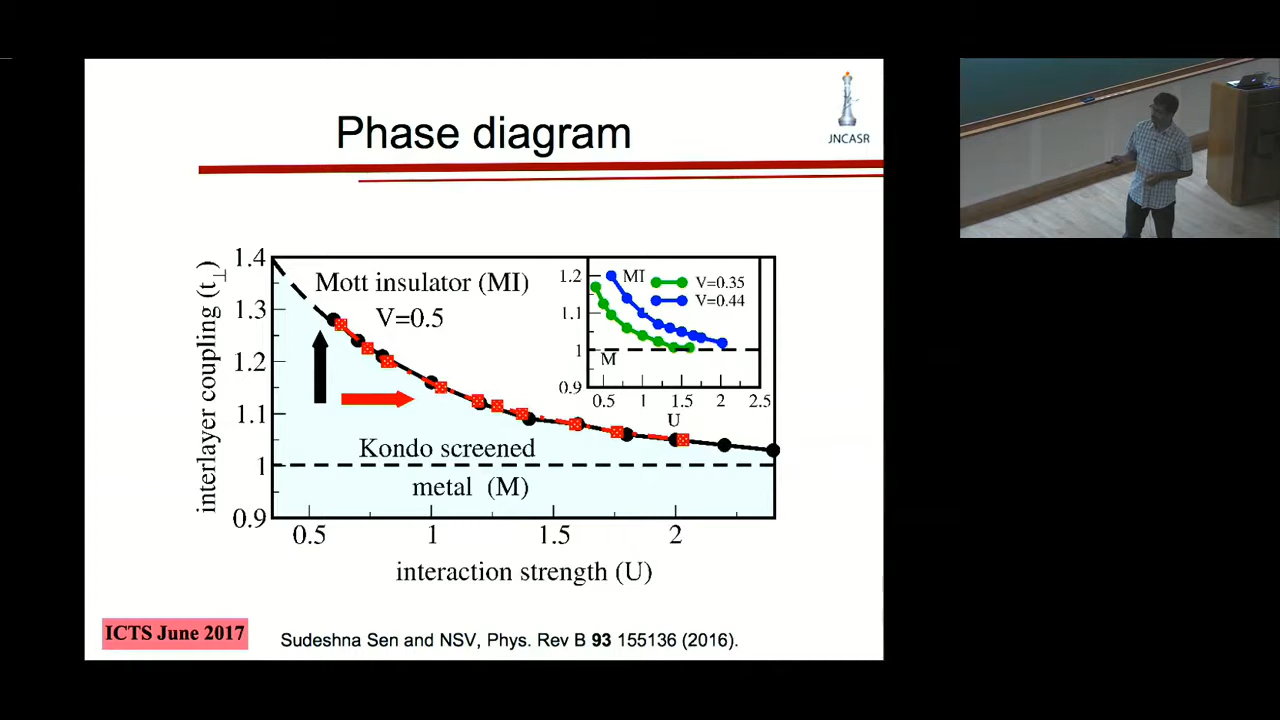 JNCASR
Phase diagram
interlayer coupling (t⊥)
1.4
1.3
1.2
1.1
1
0.9
Mott insulator (MI)
V=0.5
Kondo screened
metal (M)
0.5
1
1.5
2
interaction strength (U)
1.2
1.1
1
0.9
MI
V=0.35
V=0.44
M
0.5
1
1.5
2
2.5
U
ICTS June 2017
Sudeshna Sen and NSV, Phys. Rev B 93 155136 (2016).